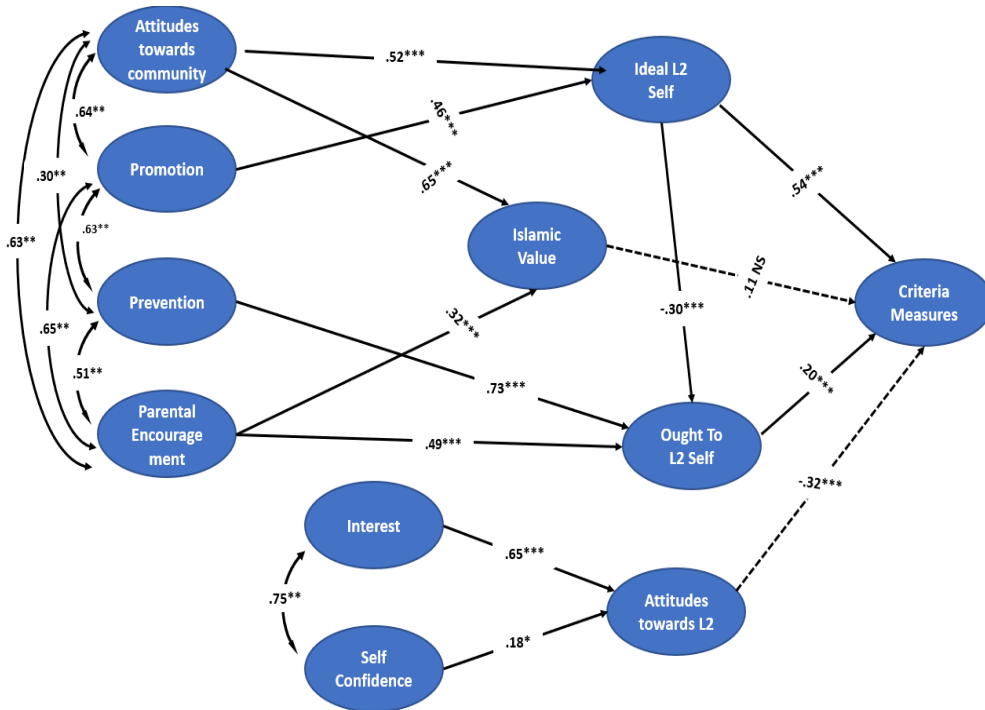 Attitudes
towards
community
.52***
Ideal L2
Self
.64**
.46***
Promotion
.65***
.54***
.30**
.63**
.63**
Islamic
Value
.11 NS
Prevention
Criteria
Measures
-.30***
.65**
.32***
.51**
.73***
.20***
Parental
Encourage
ment
.49***
Ought To
L2 Self
-.32***
Interest
.65***
.75**
Attitudes
towards L2
.18*
Self
Confidence